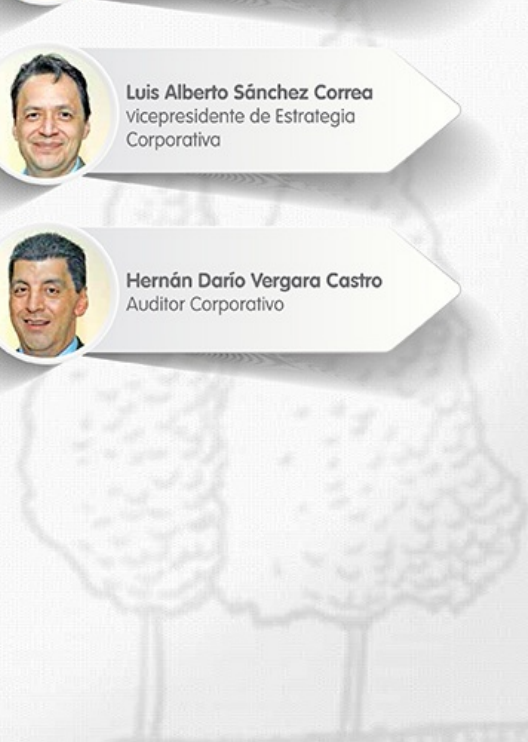 Luis Alberto Sánchez Correa
vicepresidente de Estrategia
Corporativa
Hernán Darío Vergara Castro
Auditor Corporativo